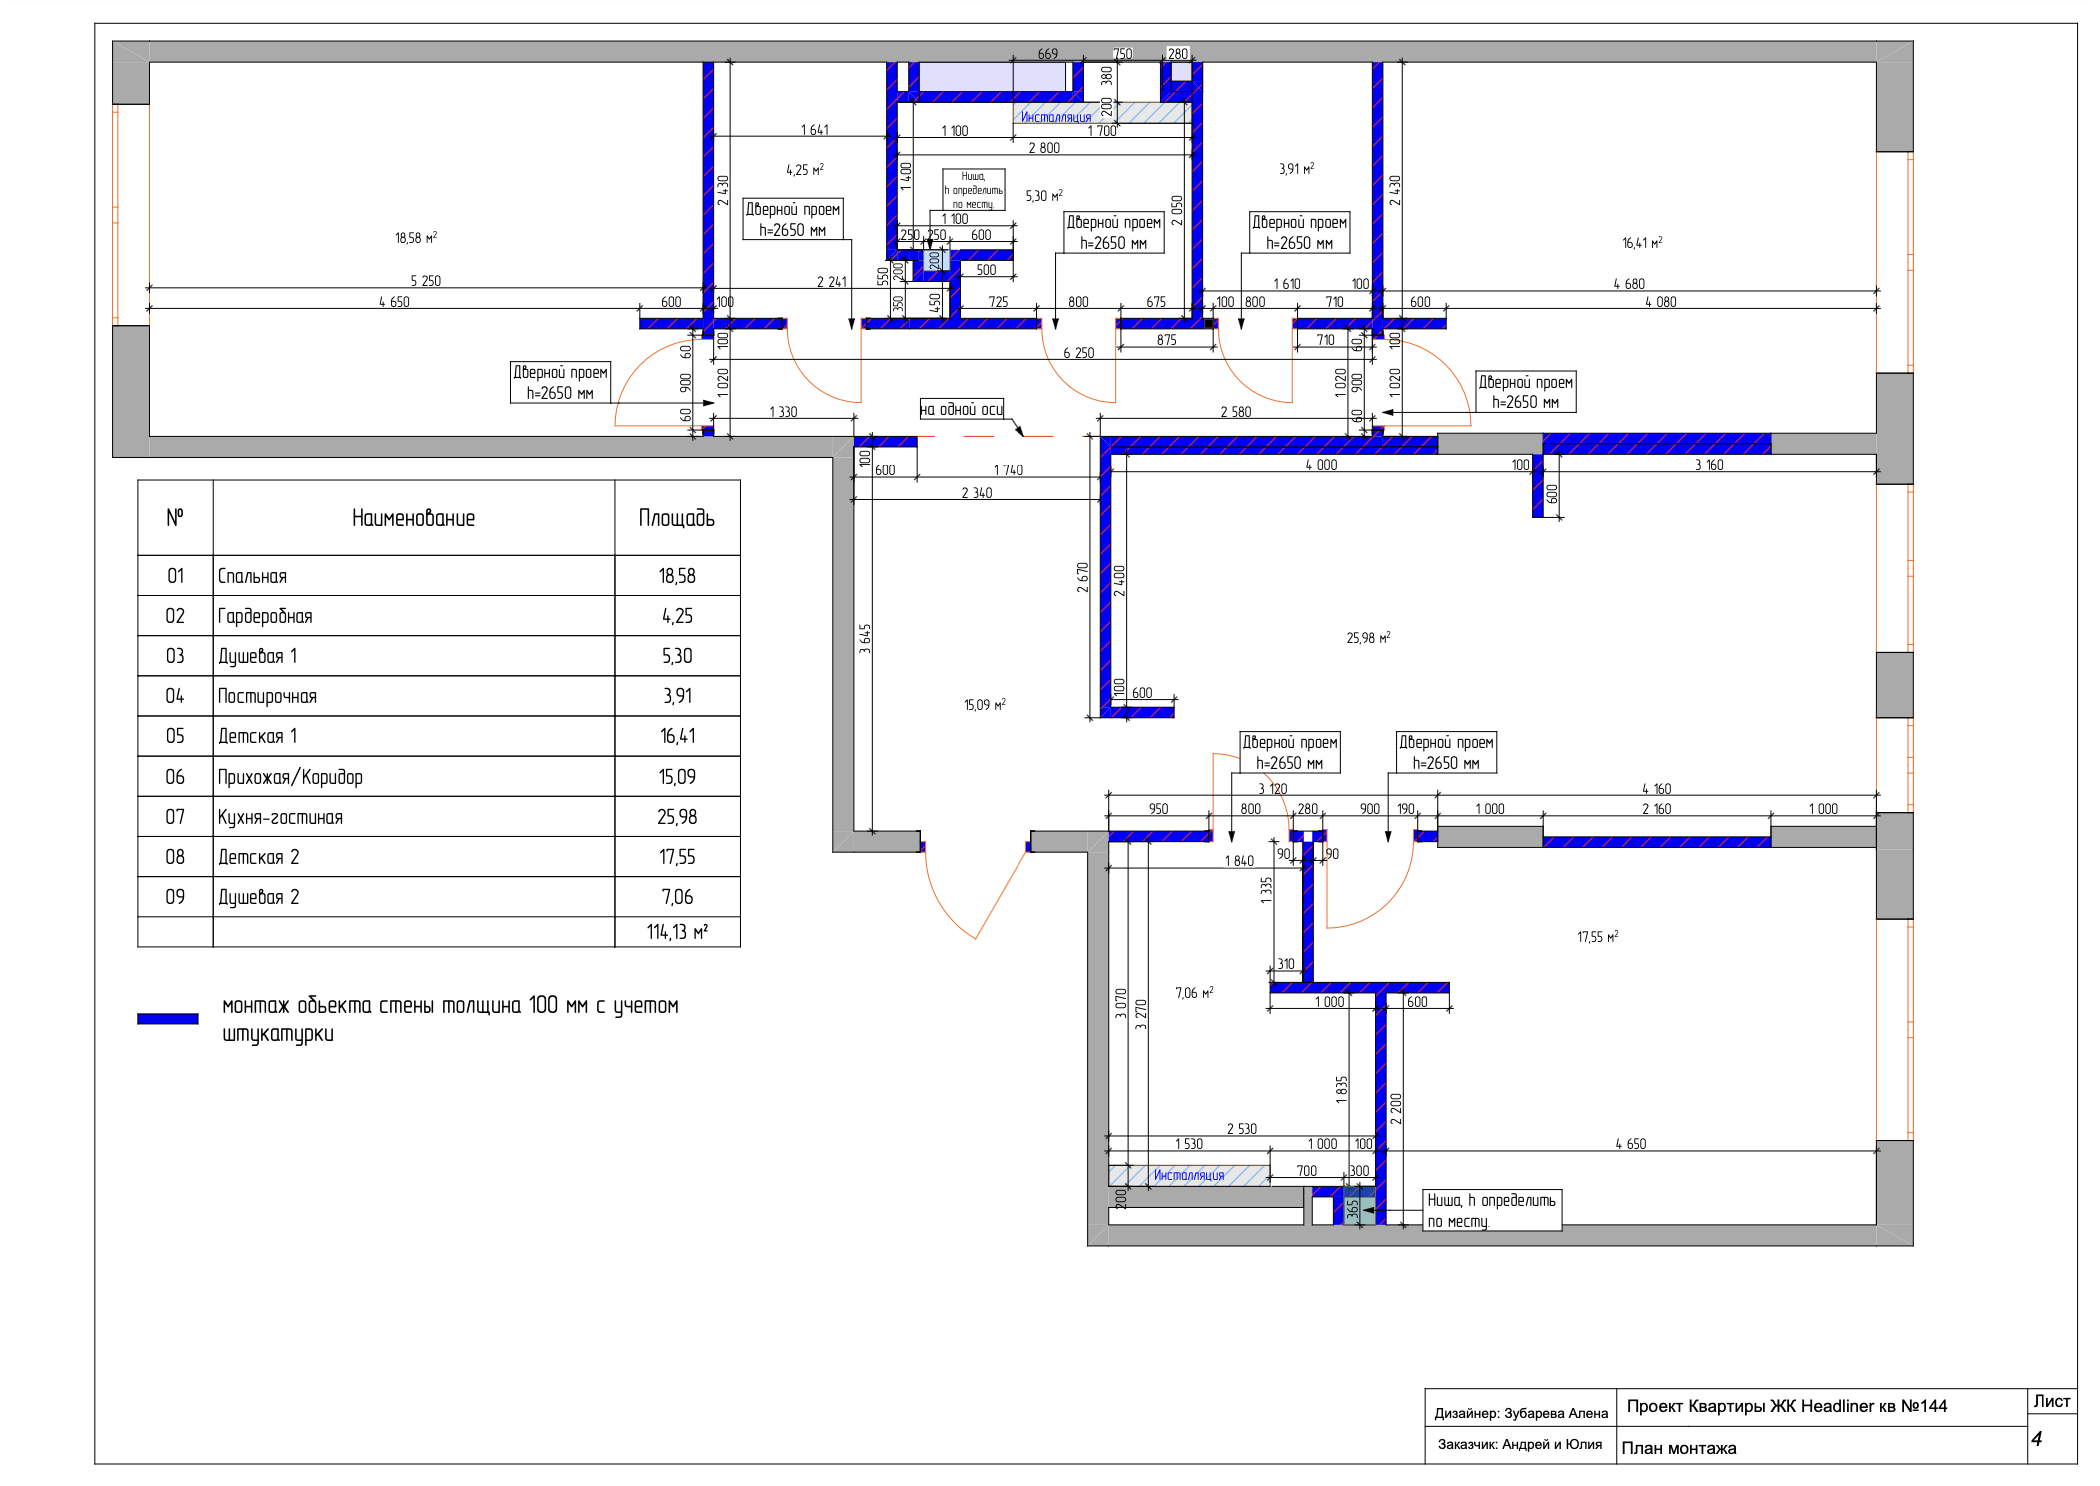 669 750 280
380
200
Инсталляция
1 641
1 100 1 700
2 800
4,25 м²
1 400
3,91 м²
2 430
2 430
Ниша,
h определить
по месту.
5,30 м²
2 050
Дверной проем
h=2650 мм
Дверной проем
h=2650 мм
Дверной проем
h=2650 мм
1 100
250 250 600
18,58 м²
16,41 м²
200
500
550
200
5 250
2 241
1 610 100
4 680
4 650 600 100
350
450
725 800 675
100 800 710
600 4 080
60
100
875
710
60
100
6 250
Дверной проем
h=2650 мм
900
1 020
1 020
900
1 020
Дверной проем
h=2650 мм
60
1 330
на одной оси
2 580
60
100
600 1 740
4 000 100 3 160
2 340
600
№ Наименование Площадь
01 Спальная 18,58
02 Гардеробная 4,25
03 Душевая 1 5,30
04 Постирочная 3,91
05 Детская 1 16,41
06 Прихожая/Коридор 15,09
07 Кухня-гостиная 25,98
08 Детская 2 17,55
09 Душевая 2 7,06
114,13 м²
2 670
2 400
3 645
25,98 м²
100
600
15,09 м²
Дверной проем
h=2650 мм
Дверной проем
h=2650 мм
3 120 4 160
950 800 280 900 190 1 000 2 160 1 000
1 840
90 90
1 335
17,55 м²
310
7,06 м²
1 000 600
3 070
3 270
1 835
2 200
2 530
1 530 1 000 100 4 650
Инсталляция
700 300
200
365
Ниша, h определить
по месту.
монтаж обьекта стены толщина 100 мм с учетом
штукатурки
Дизайнер: Зубарева Алена
Проект Квартиры ЖК Headliner кв №144
Лист
Заказчик: Андрей и Юлия
План монтажа
4